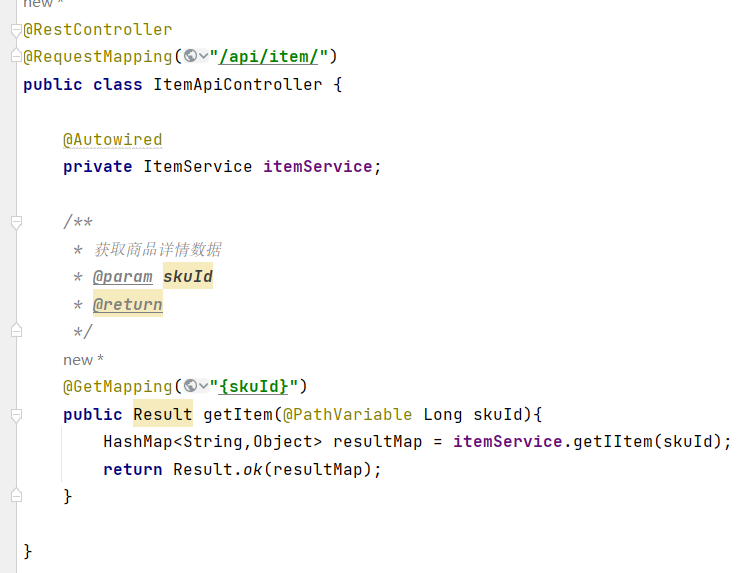 new *
@RestController
@RequestMapping("/api/item/")
public class ItemApiController {
@Autowired
private ItemService itemService;
/**
* 获取商品详情数据
* @param skuId
* @return
*/
new *
@GetMapping("{skuId}")
public Result getItem(@PathVariable Long skuId){
HashMap<String,Object> resultMap = itemService.getIItem(skuId);
return Result.ok(resultMap);
}
}